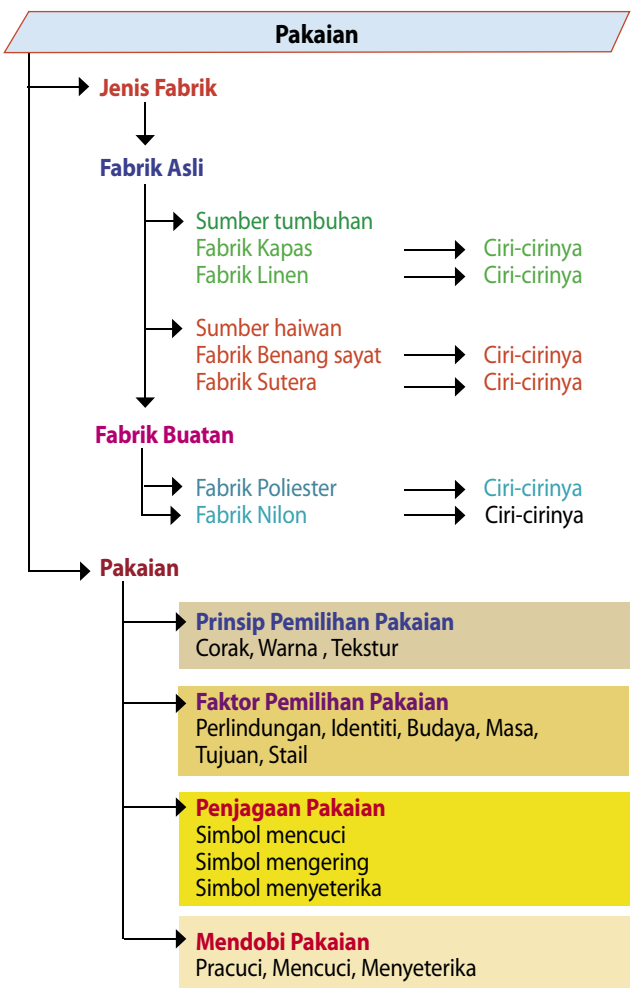 Pakaian
Jenis Fabrik
Fabrik Asli
Sumber tumbuhan
Fabrik Kapas Ciri-cirinya
Fabrik Linen Ciri-cirinya
Sumber haiwan
Fabrik Benang sayat Ciri-cirinya
Fabrik Sutera Ciri-cirinya
Fabrik Buatan
Fabrik Poliester Ciri-cirinya
Fabrik Nilon Ciri-cirinya
Pakaian
Prinsip Pemilihan Pakaian
Corak, Warna , Tekstur
Faktor Pemilihan Pakaian
Perlindungan, Identiti, Budaya, Masa,
Tujuan, Stail
Penjagaan Pakaian
Simbol mencuci
Simbol mengering
Simbol menyeterika
Mendobi Pakaian
Pracuci, Mencuci, Menyeterika